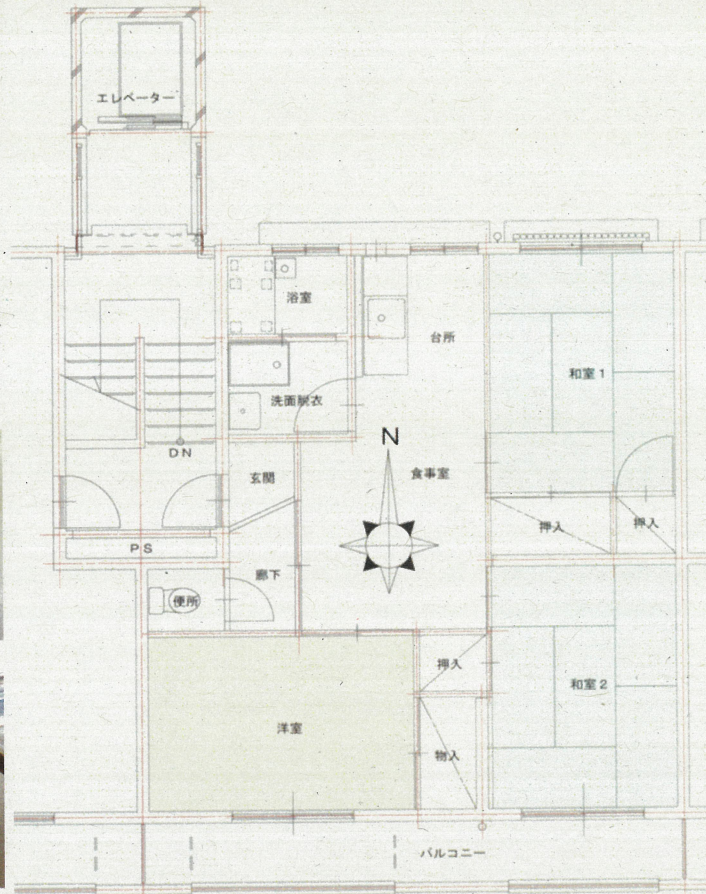 エレベーター
浴室
台所
和室1
洗面脱衣
DN
N
玄関
食事室
押入
押入
PS
廊下
便所
押入
和室2
洋室
物入
バルコニー